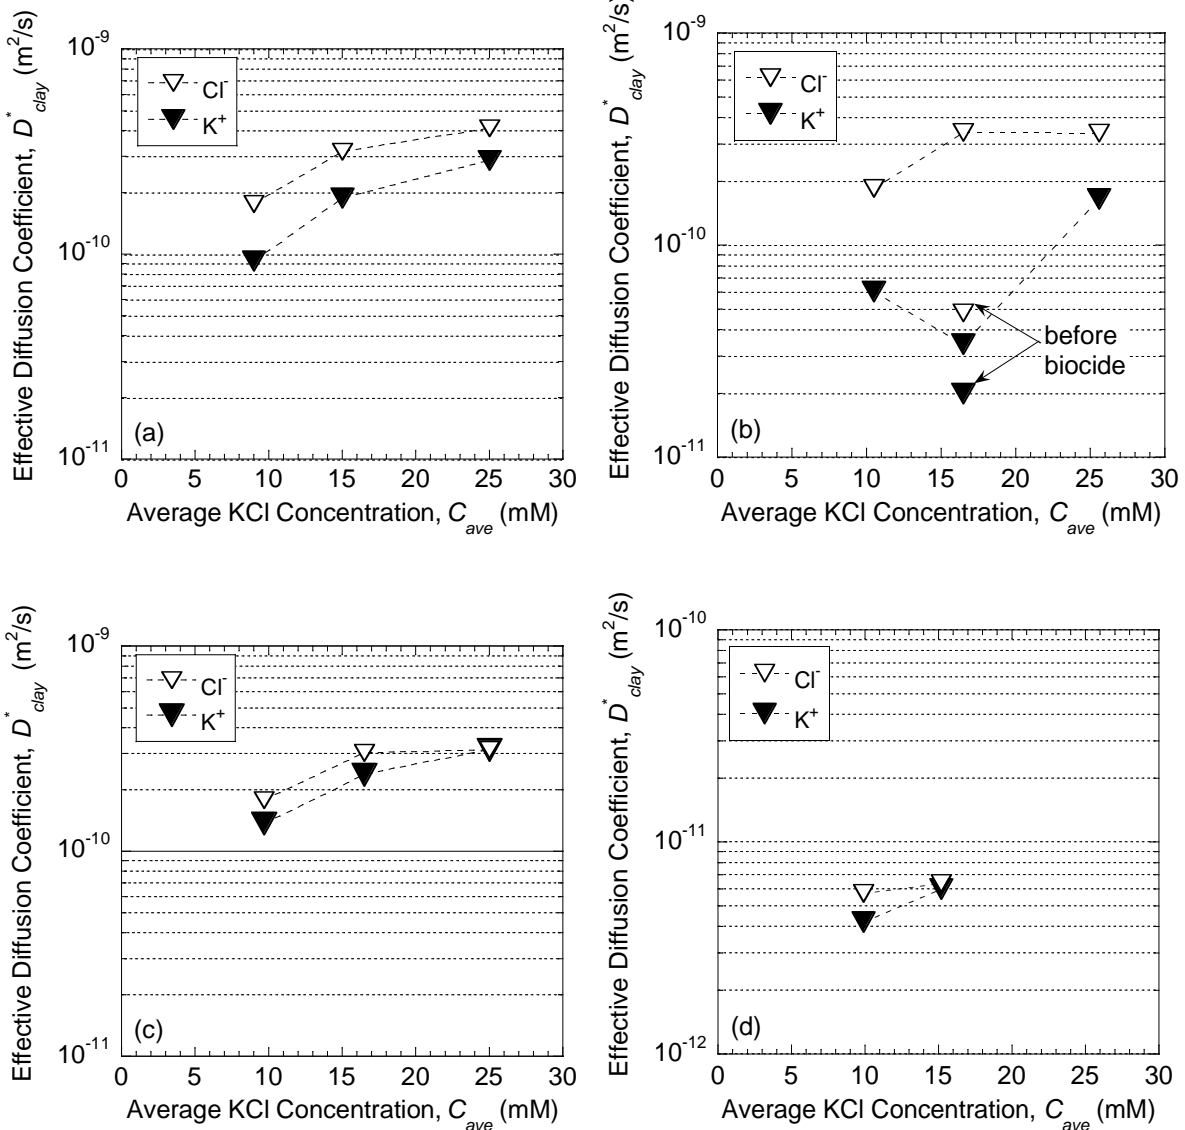 Effective Diffusion Coefficient, D*clay (m²/s)
10⁻⁹
10⁻¹⁰
10⁻¹¹
Cl⁻
K⁺
(a)
0 5 10 15 20 25 30
Average KCl Concentration, Cave (mM)
Effective Diffusion Coefficient, D*clay (m²/s)
10⁻⁹
10⁻¹⁰
10⁻¹¹
Cl⁻
K⁺
before
biocide
(b)
0 5 10 15 20 25 30
Average KCl Concentration, Cave (mM)
Effective Diffusion Coefficient, D*clay (m²/s)
10⁻⁹
10⁻¹⁰
10⁻¹¹
Cl⁻
K⁺
(c)
0 5 10 15 20 25 30
Average KCl Concentration, Cave (mM)
Effective Diffusion Coefficient, D*clay (m²/s)
10⁻¹⁰
10⁻¹¹
10⁻¹²
Cl⁻
K⁺
(d)
0 5 10 15 20 25 30
Average KCl Concentration, Cave (mM)